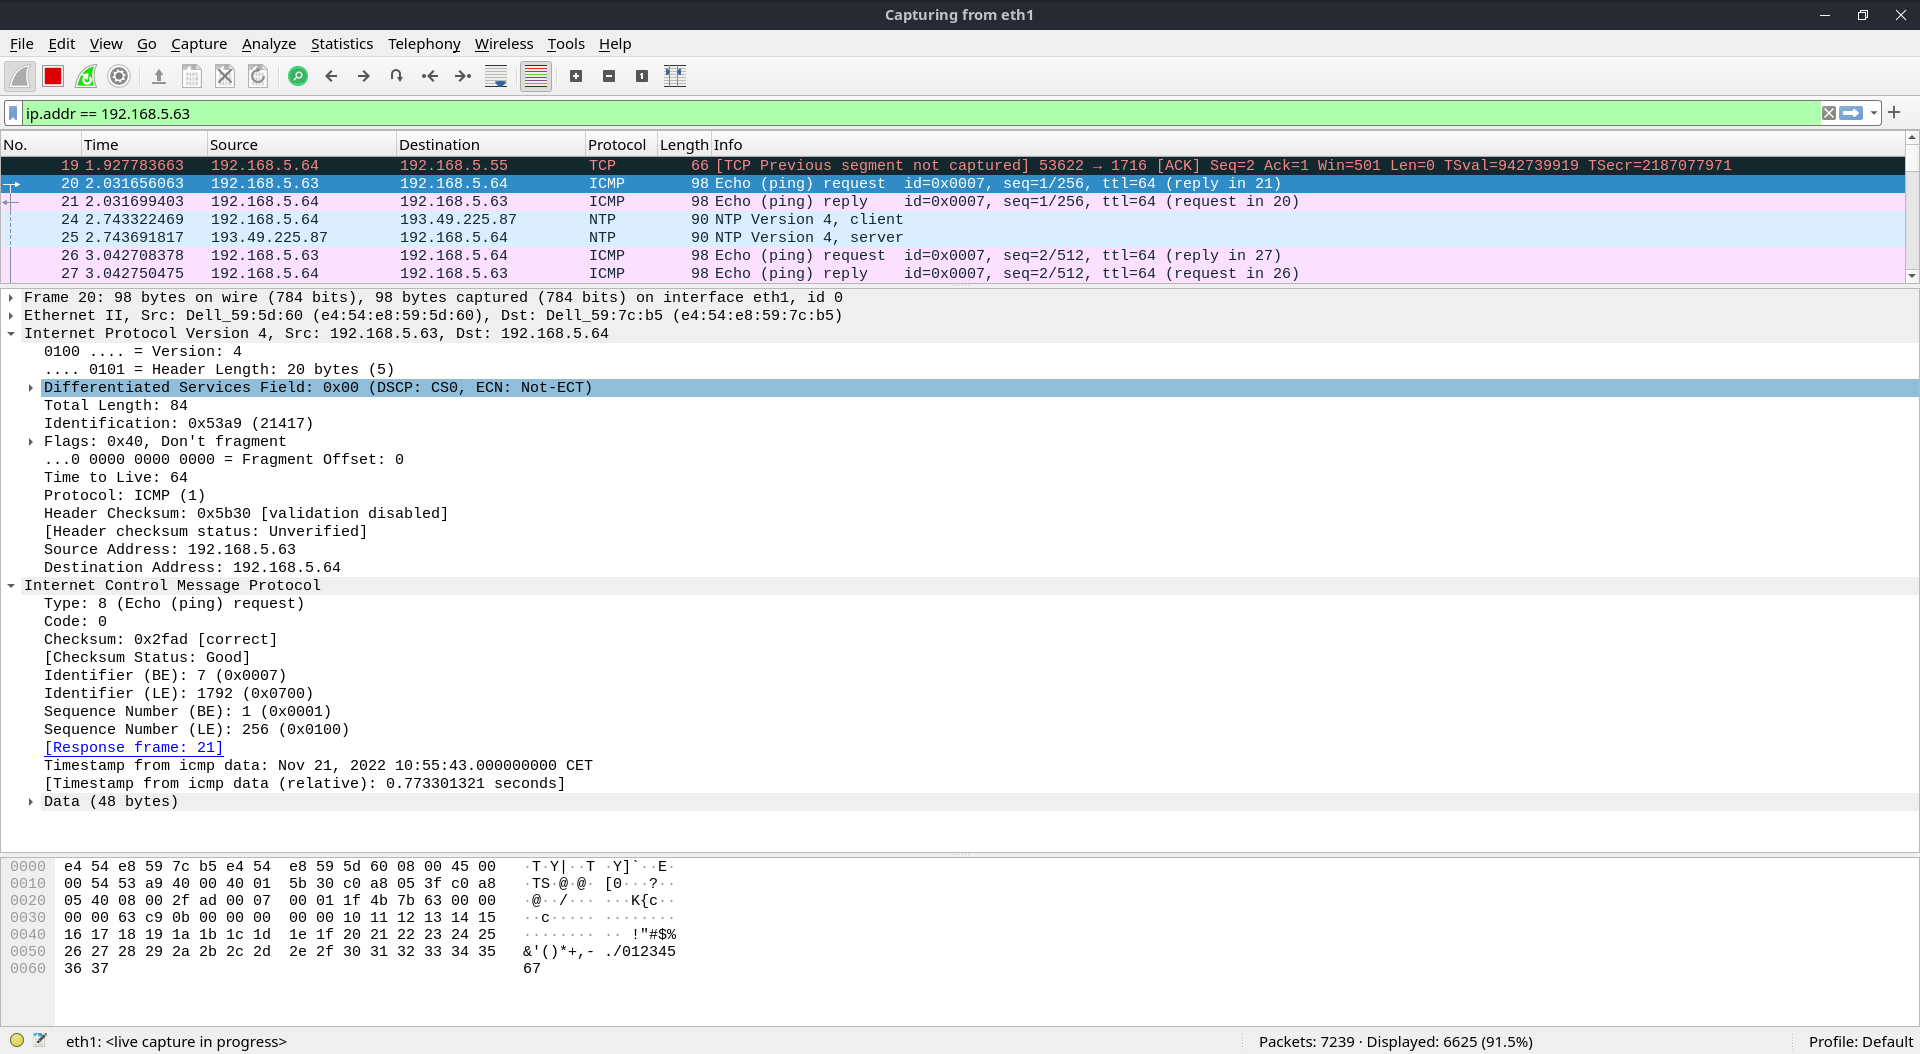 Capturing from eth1
File Edit View Go Capture Analyze Statistics Telephony Wireless Tools Help
ip.addr == 192.168.5.63
No. Time Source Destination Protocol Length Info
19 1.927783663 192.168.5.64 192.168.5.55 TCP 66 [TCP Previous segment not captured] 53622 → 1716 [ACK] Seq=2 Ack=1 Win=501 Len=0 TSval=942739919 TSecr=2187077971
20 2.031656063 192.168.5.63 192.168.5.64 ICMP 98 Echo (ping) request id=0x0007, seq=1/256, ttl=64 (reply in 21)
21 2.031699403 192.168.5.64 192.168.5.63 ICMP 98 Echo (ping) reply id=0x0007, seq=1/256, ttl=64 (request in 20)
24 2.743322469 192.168.5.64 193.49.225.87 NTP 90 NTP Version 4, client
25 2.743691817 193.49.225.87 192.168.5.64 NTP 90 NTP Version 4, server
26 3.042708378 192.168.5.63 192.168.5.64 ICMP 98 Echo (ping) request id=0x0007, seq=2/512, ttl=64 (reply in 27)
27 3.042750475 192.168.5.64 192.168.5.63 ICMP 98 Echo (ping) reply id=0x0007, seq=2/512, ttl=64 (request in 26)
Frame 20: 98 bytes on wire (784 bits), 98 bytes captured (784 bits) on interface eth1, id 0
Ethernet II, Src: Dell_59:5d:60 (e4:54:e8:59:5d:60), Dst: Dell_59:7c:b5 (e4:54:e8:59:7c:b5)
Internet Protocol Version 4, Src: 192.168.5.63, Dst: 192.168.5.64
0100 .... = Version: 4
.... 0101 = Header Length: 20 bytes (5)
Differentiated Services Field: 0x00 (DSCP: CS0, ECN: Not-ECT)
Total Length: 84
Identification: 0x53a9 (21417)
Flags: 0x40, Don't fragment
...0 0000 0000 0000 = Fragment Offset: 0
Time to Live: 64
Protocol: ICMP (1)
Header Checksum: 0x5b30 [validation disabled]
[Header checksum status: Unverified]
Source Address: 192.168.5.63
Destination Address: 192.168.5.64
Internet Control Message Protocol
Type: 8 (Echo (ping) request)
Code: 0
Checksum: 0x2fad [correct]
[Checksum Status: Good]
Identifier (BE): 7 (0x0007)
Identifier (LE): 1792 (0x0700)
Sequence Number (BE): 1 (0x0001)
Sequence Number (LE): 256 (0x0100)
[Response frame: 21]
Timestamp from icmp data: Nov 21, 2022 10:55:43.000000000 CET
[Timestamp from icmp data (relative): 0.773301321 seconds]
Data (48 bytes)
0000 e4 54 e8 59 7c b5 e4 54 e8 59 5d 60 08 00 45 00 ·T·Y|··T ·Y]`··E·
0010 00 54 53 a9 40 00 40 01 5b 30 c0 a8 05 3f c0 a8 ·TS·@·@· [0···?··
0020 05 40 08 00 2f ad 00 07 00 01 1f 4b 7b 63 00 00 ·@··/··· ···K{c··
0030 00 00 63 c9 0b 00 00 00 00 00 10 11 12 13 14 15 ··c····· ········
0040 16 17 18 19 1a 1b 1c 1d 1e 1f 20 21 22 23 24 25 ········ ·· !"#$%
0050 26 27 28 29 2a 2b 2c 2d 2e 2f 30 31 32 33 34 35 &'()*+,- ./012345
0060 36 37 67
eth1: <live capture in progress> Packets: 7239 · Displayed: 6625 (91.5%) Profile: Default